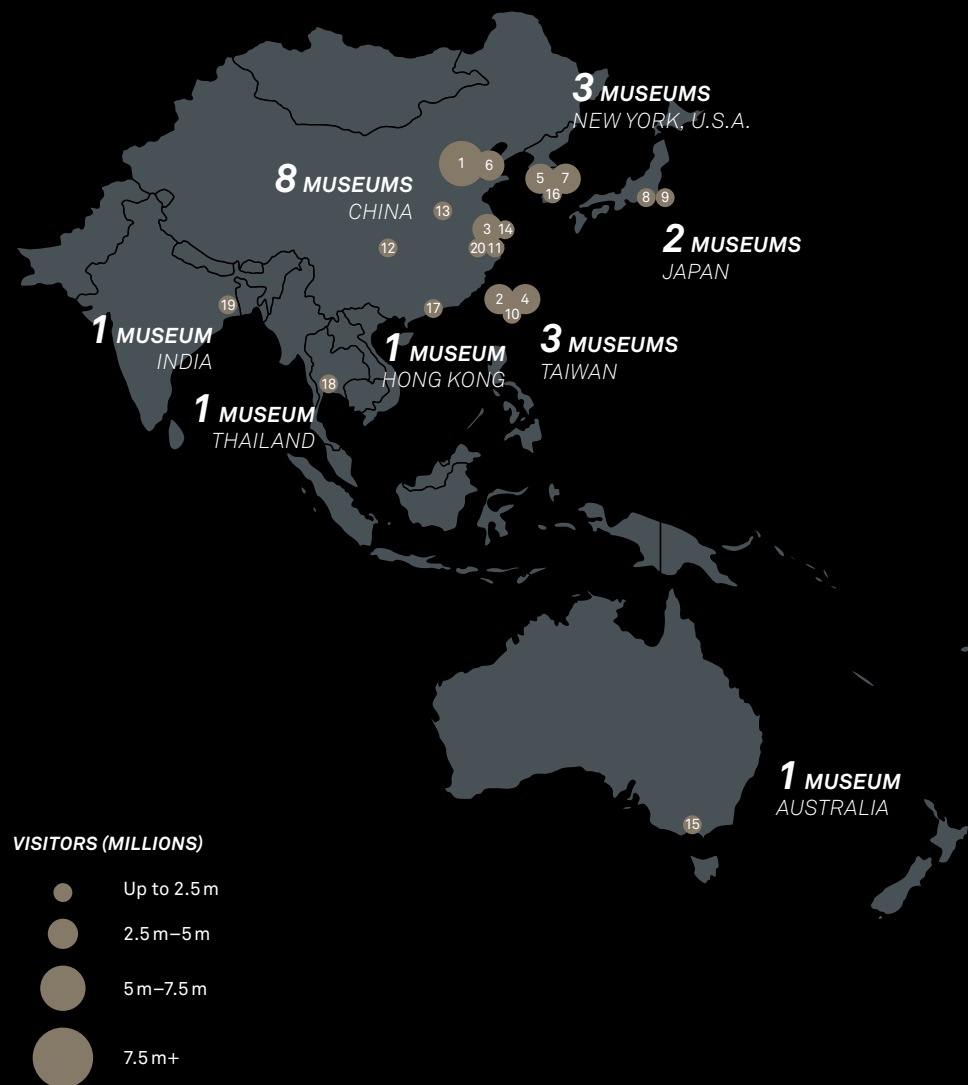 3 MUSEUMS
NEW YORK, U.S.A.
1
6
8 MUSEUMS
CHINA
5
7
16
8
9
13
3
14
12
20
11
2 MUSEUMS
JAPAN
19
17
2
4
10
1 MUSEUM
INDIA
1 MUSEUM
HONG KONG
3 MUSEUMS
TAIWAN
18
1 MUSEUM
THAILAND
1 MUSEUM
AUSTRALIA
15
VISITORS (MILLIONS)
Up to 2.5 m
2.5 m–5 m
5 m–7.5 m
7.5 m+